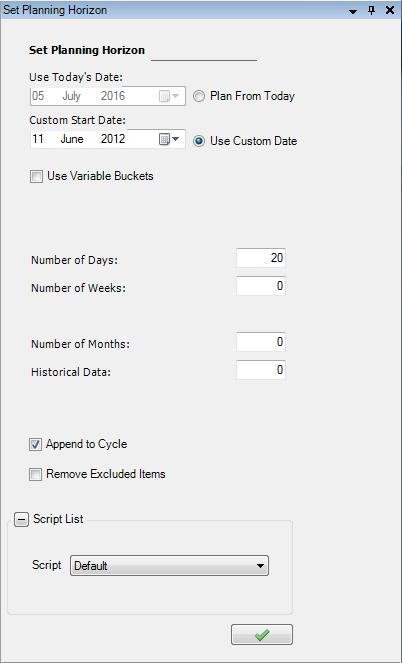 Set Planning Horizon
Set Planning Horizon
Use Today's Date:
05 July 2016 Plan From Today
Custom Start Date:
11 June 2012 Use Custom Date
Use Variable Buckets
Number of Days: 20
Number of Weeks: 0
Number of Months: 0
Historical Data: 0
Append to Cycle
Remove Excluded Items
Script List
Script Default